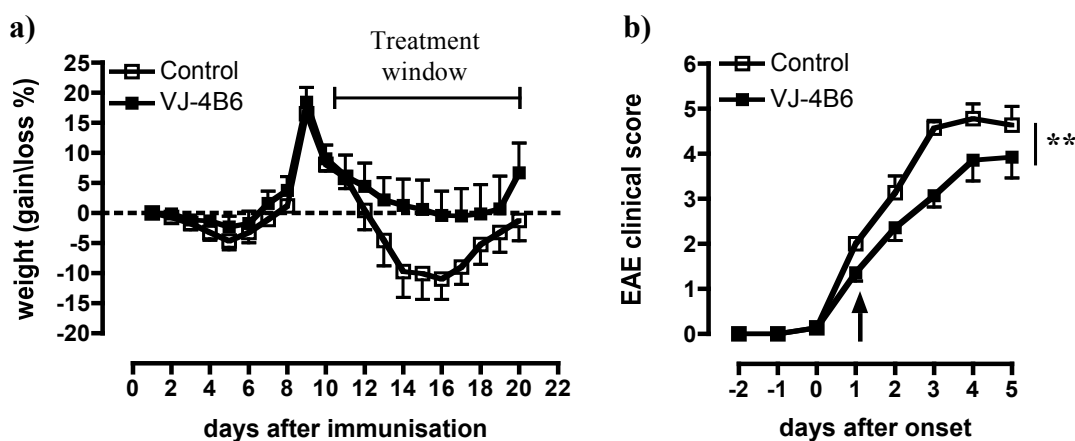 a)
Treatment
window
Control
VJ-4B6
25
20
15
10
5
0
-5
-10
-15
-20
weight (gain\loss %)
0 2 4 6 8 10 12 14 16 18 20 22
days after immunisation
b)
Control
VJ-4B6
6
5
4
3
2
1
0
EAE clinical score
**
-2 -1 0 1 2 3 4 5
days after onset